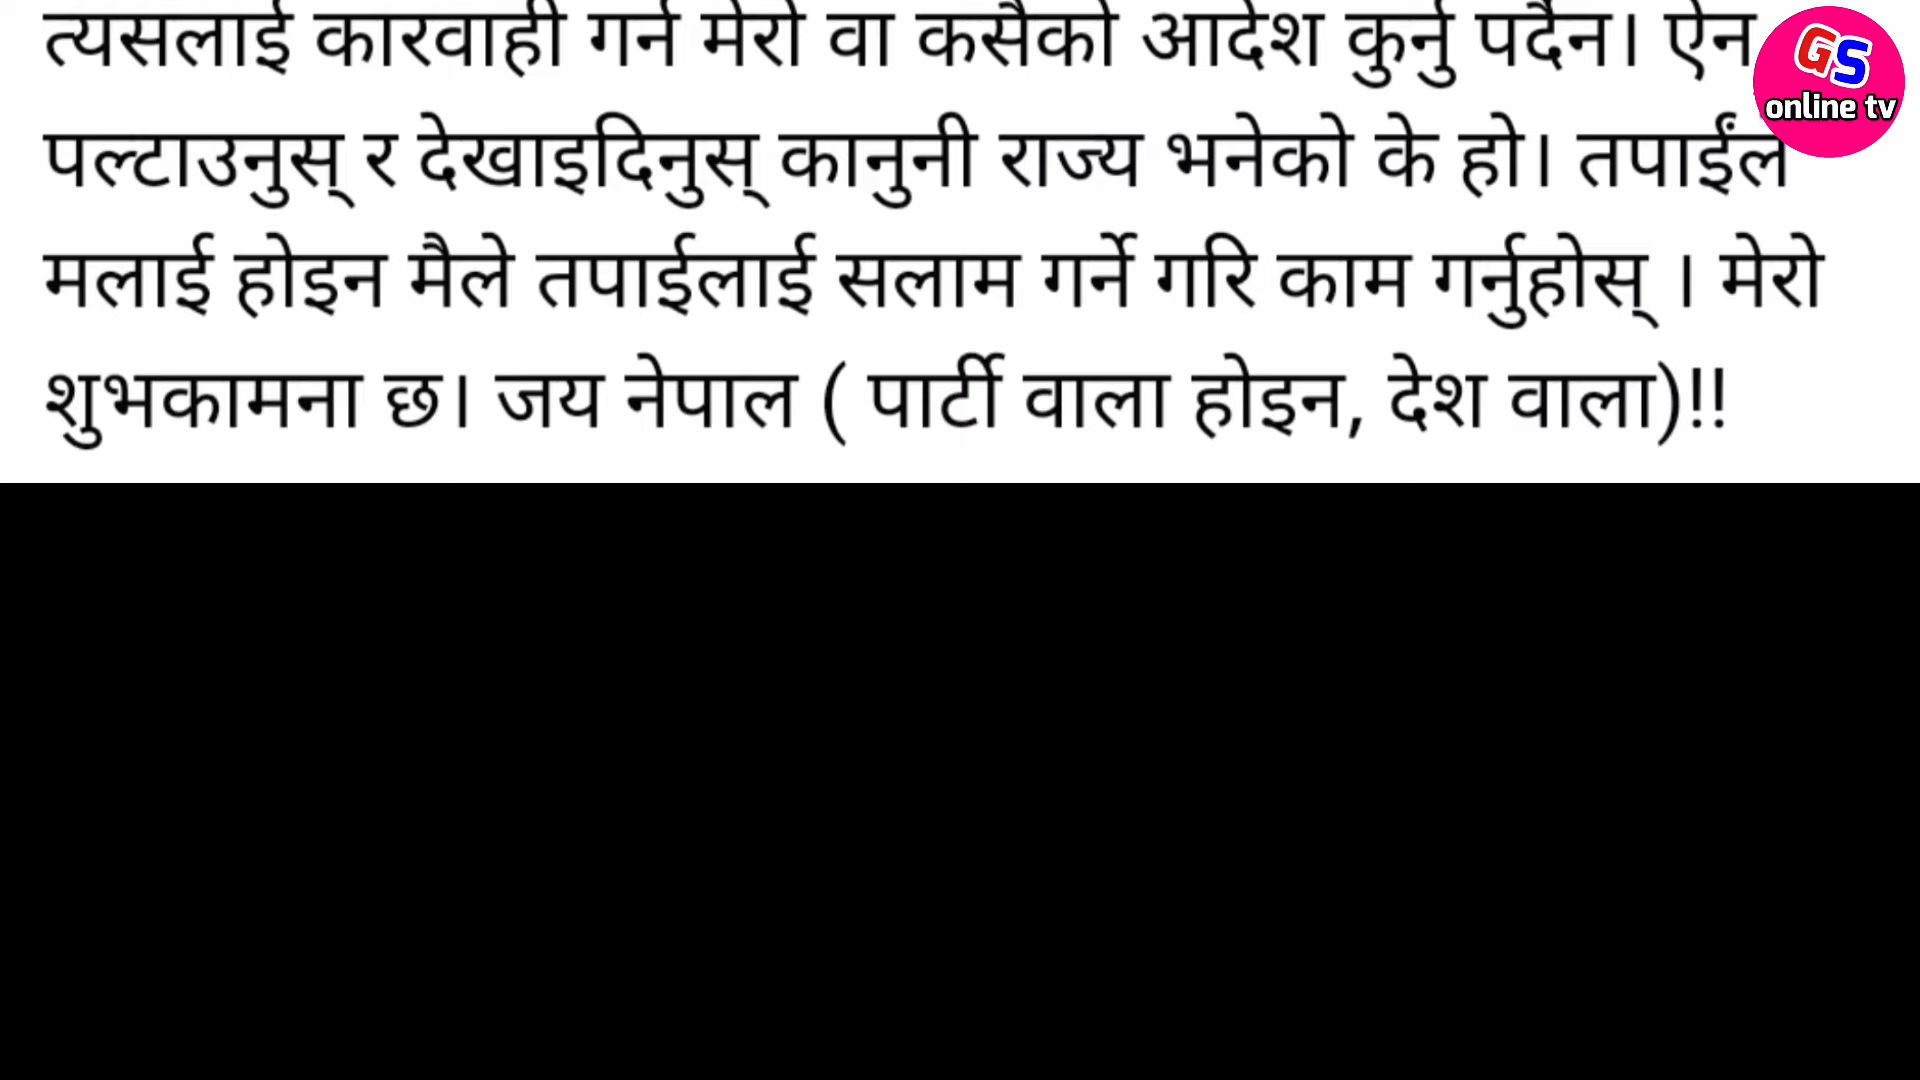 त्यसलाई कारवाही गर्न मेरो वा कसैको आदेश कुर्नु पर्दैन। ऐन
पल्टाउनुस् र देखाइदिनुस् कानुनी राज्य भनेको के हो।
मलाई होइन मैले तपाईलाई सलाम गर्ने गरि काम गर्नुहोस् । मेरो
शुभकामना छ। जय नेपाल ( पार्टी वाला होइन, देश वाला)!!
GS
online tv